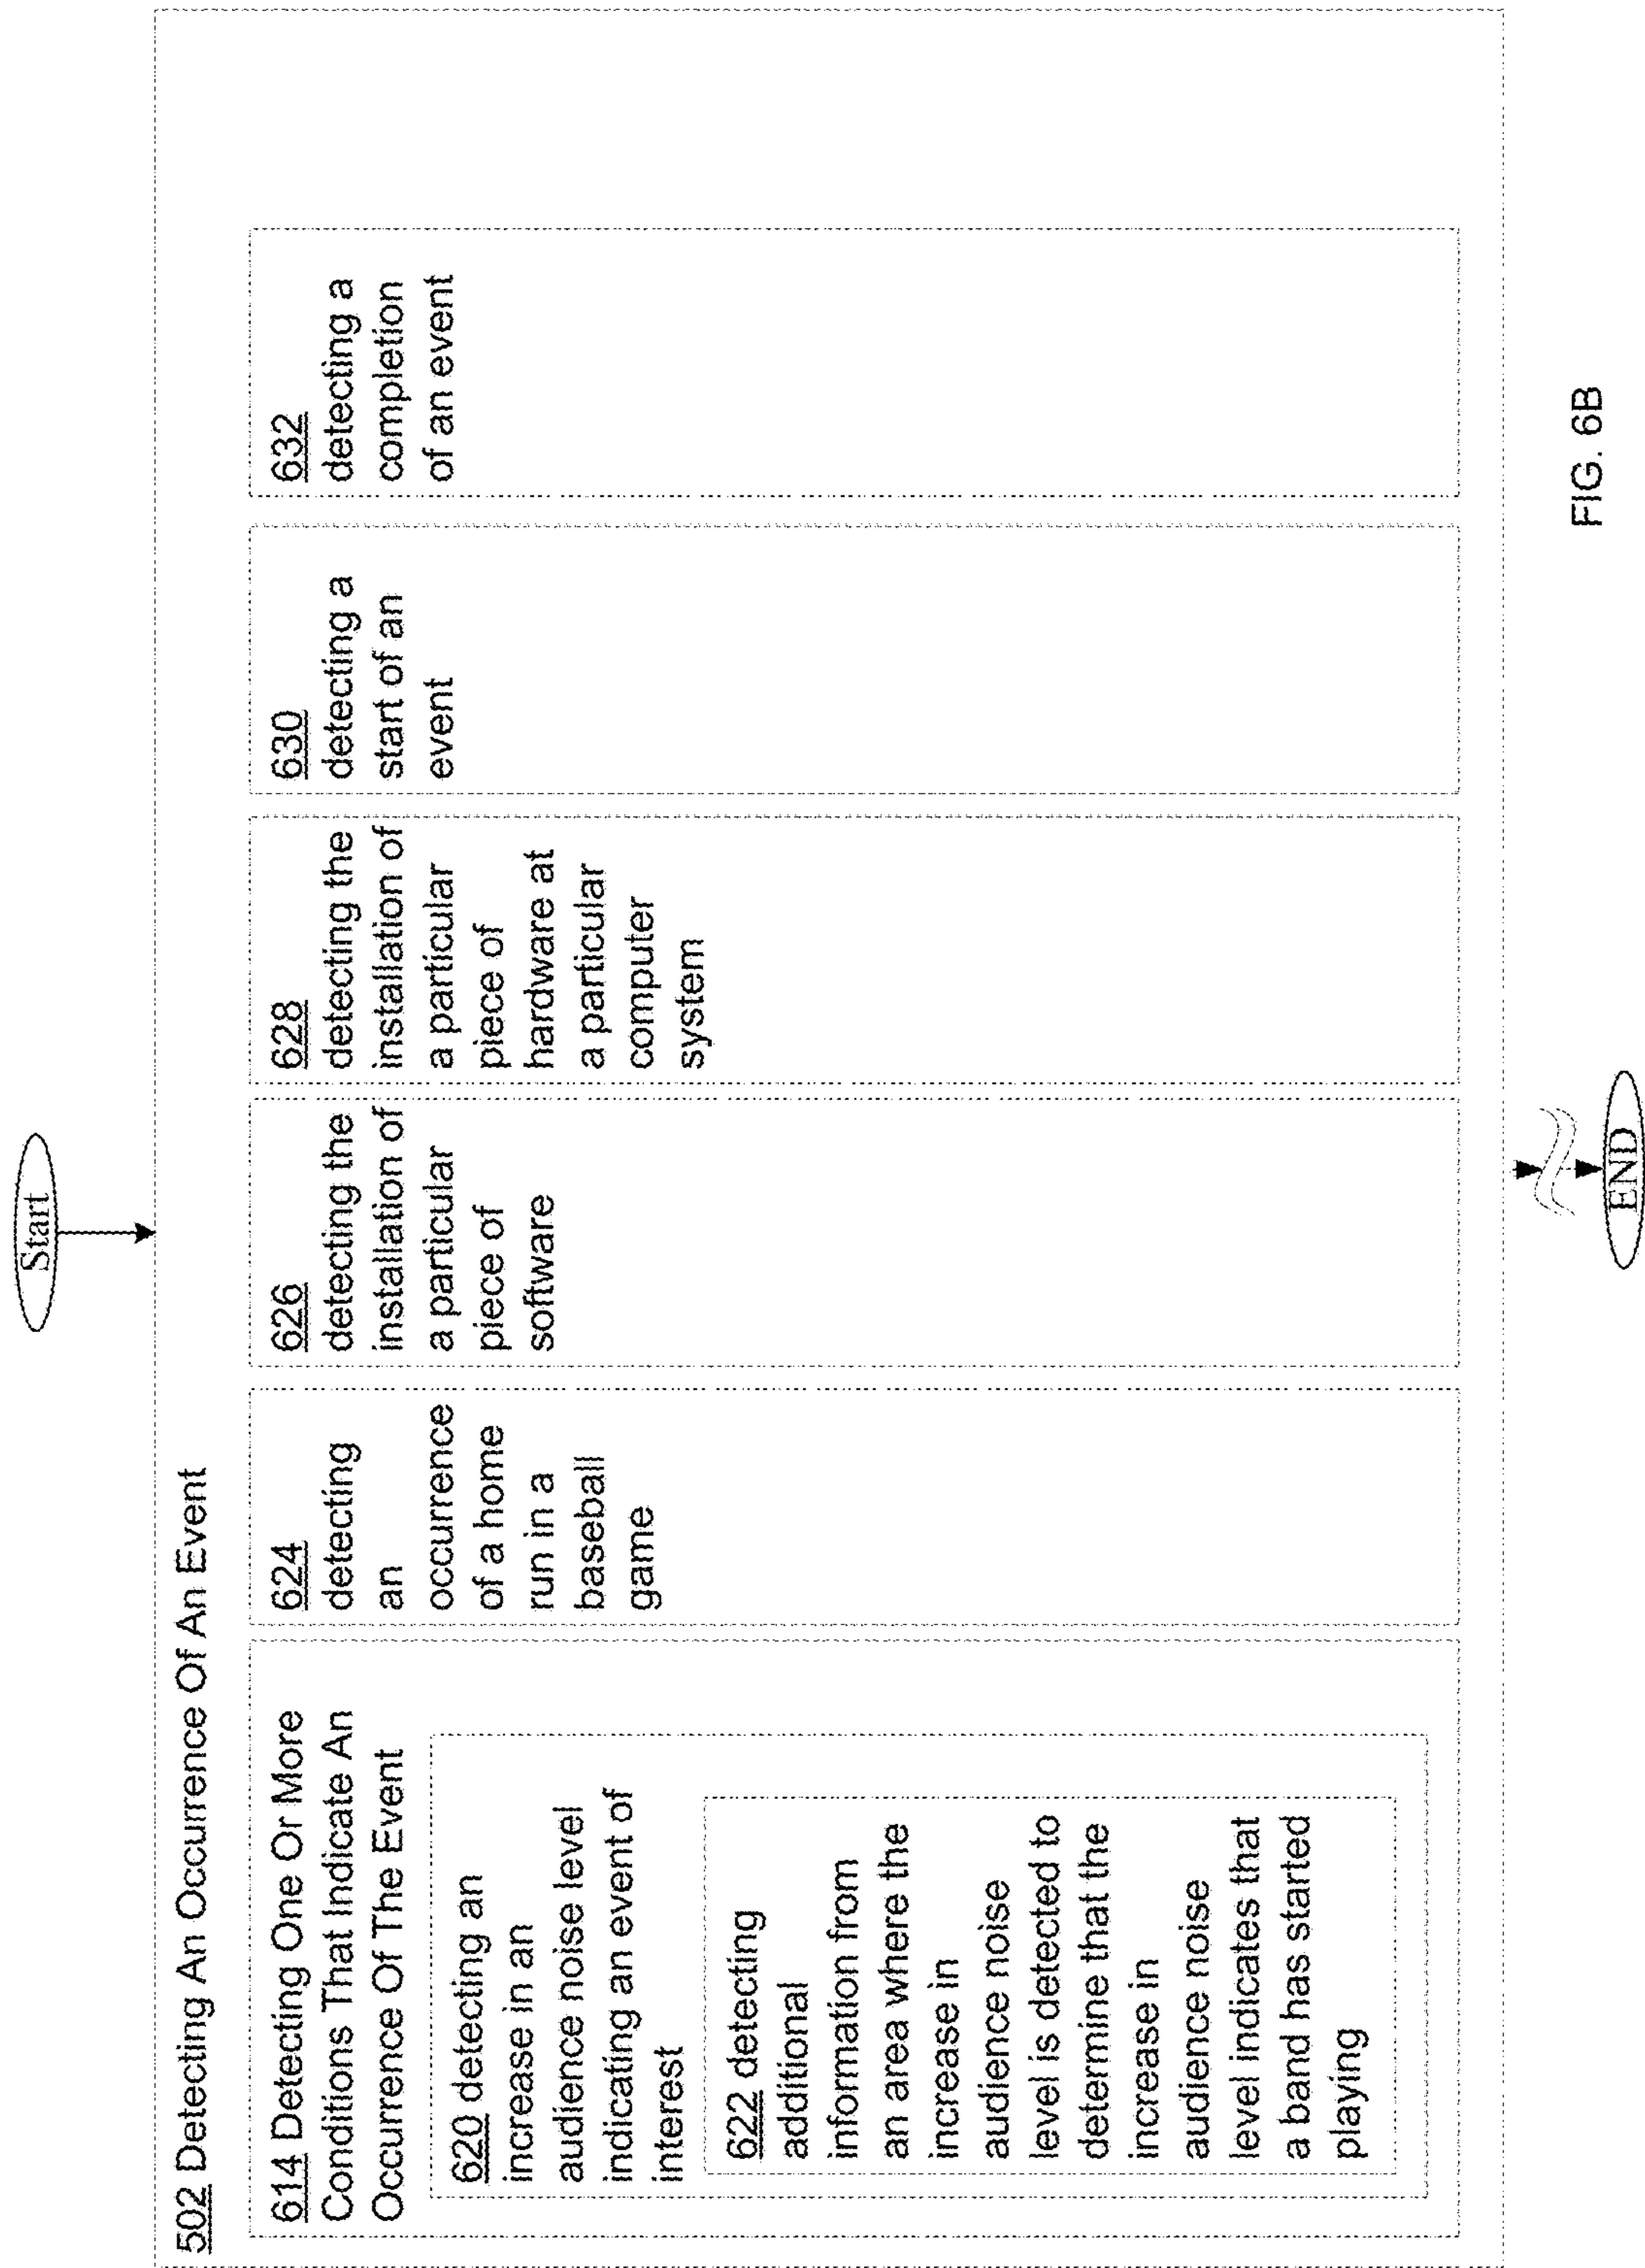 Start
502 Detecting An Occurrence Of An Event
614 Detecting One Or More
Conditions That Indicate An
Occurrence Of The Event
620 detecting an
increase in an
audience noise level
indicating an event of
interest
622 detecting
additional
information from
an area where the
increase in
audience noise
level is detected to
determine that the
increase in
audience noise
level indicates that
a band has started
playing
624
detecting
an
occurrence
of a home
run in a
baseball
game
626
detecting the
installation of
a particular
piece of
software
628
detecting the
installation of
a particular
piece of
hardware at
a particular
computer
system
630
detecting a
start of an
event
632
detecting a
completion
of an event
END
FIG. 6B